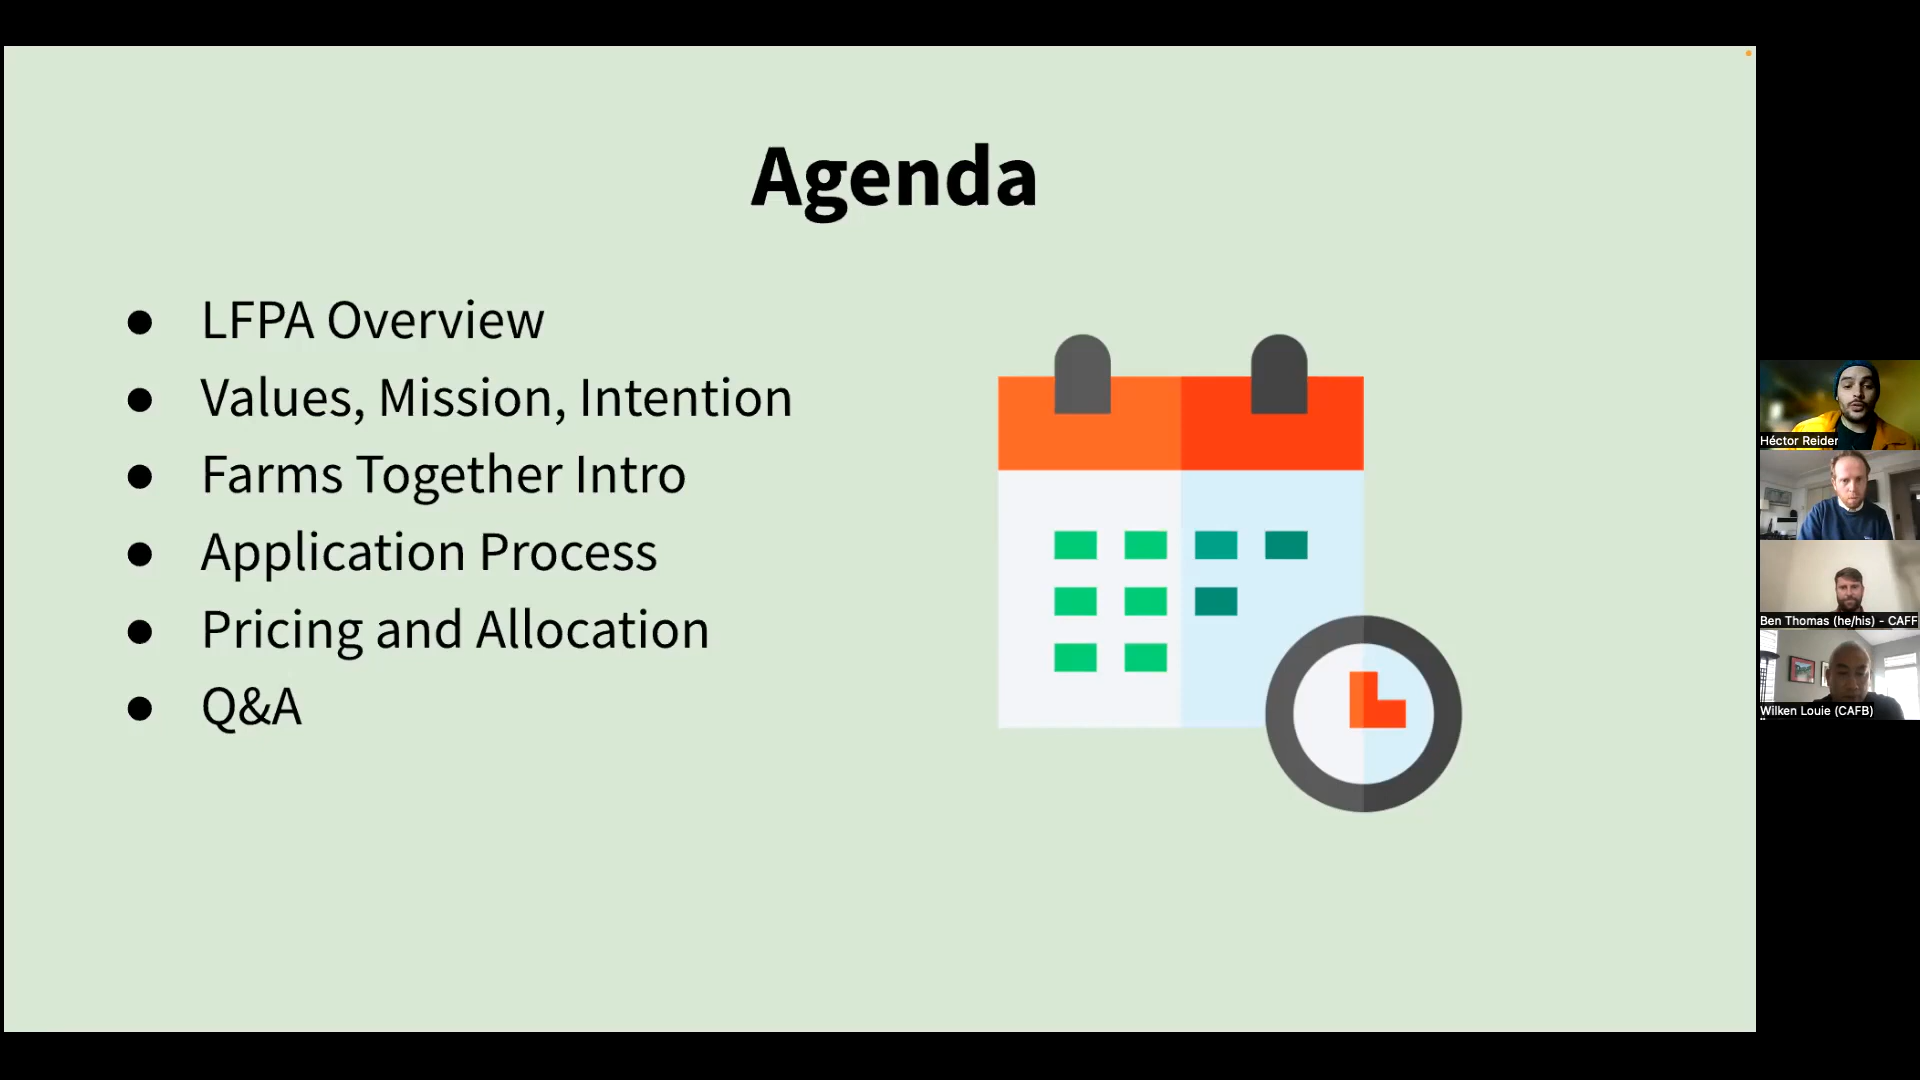 Agenda
● LFPA Overview
● Values, Mission, Intention
● Farms Together Intro
● Application Process
● Pricing and Allocation
● Q&A
Héctor Reider
Ben Thomas (he/his) - CAFF
Wilken Louie (CAFB)